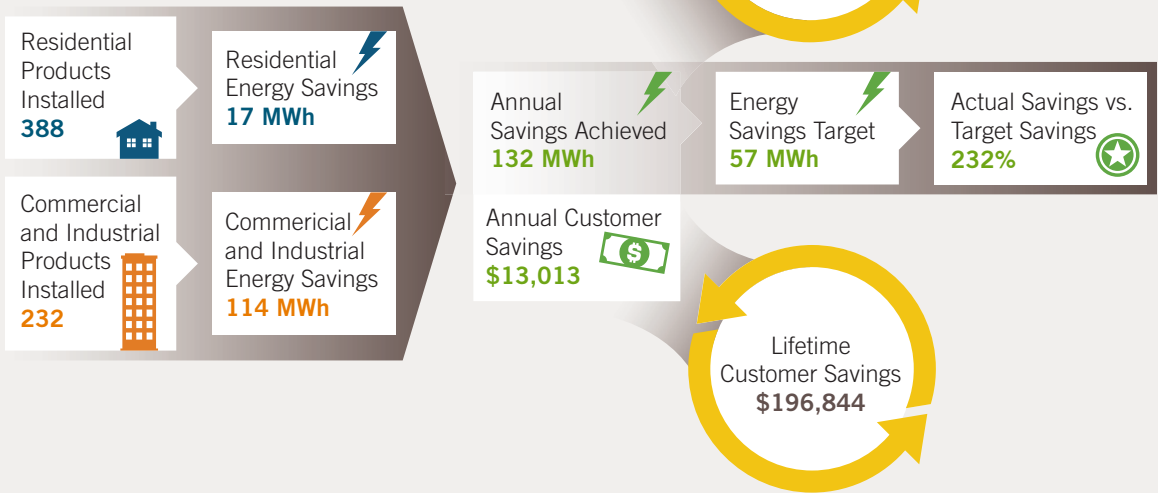 Residential
Products
Installed
388
Residential
Energy Savings
17 MWh
Commercial
and Industrial
Products
Installed
232
Commericial
and Industrial
Energy Savings
114 MWh
Annual
Savings Achieved
132 MWh
Energy
Savings Target
57 MWh
Actual Savings vs.
Target Savings
232%
Annual Customer
Savings
$13,013
Lifetime
Customer Savings
$196,844